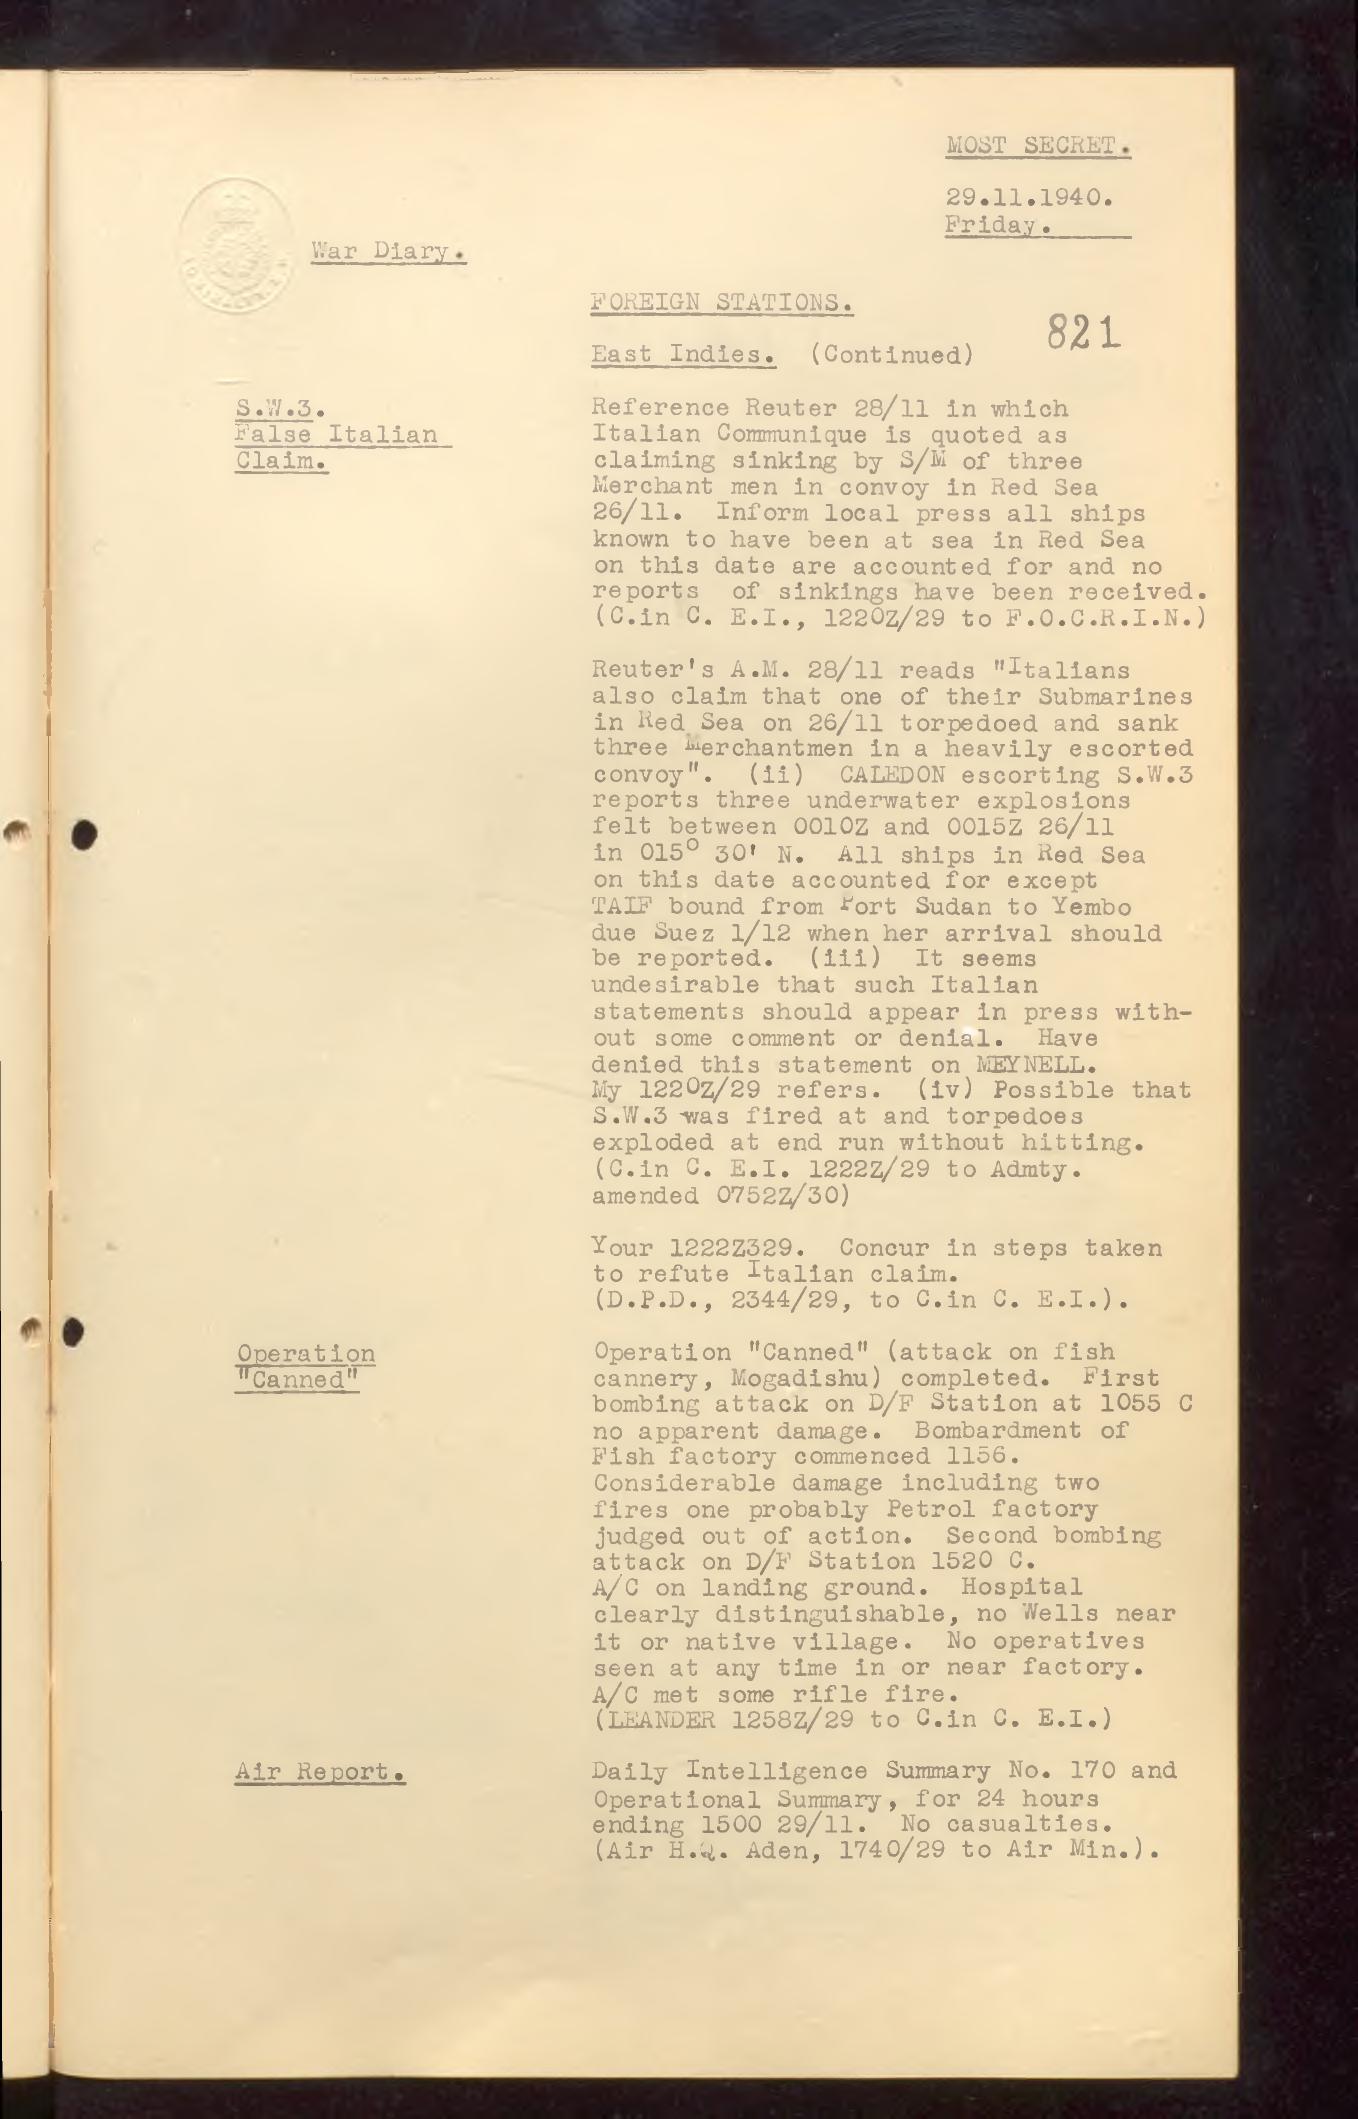 MOST SECRET.
29.11.1940.
Friday.
War Diary.
FOREIGN STATIONS.
821
East Indies. (Continued)
S.W.3.
False Italian
Claim.
Reference Reuter 28/11 in which
Italian Communique is quoted as
claiming sinking by S/M of three
Merchant men in convoy in Red Sea
26/11. Inform local press all ships
known to have been at sea in Red Sea
on this date are accounted for and no
reports of sinkings have been received.
(C.in C. E.I., 1220Z/29 to F.O.C.R.I.N.)
Reuter's A.M. 28/11 reads "Italians
also claim that one of their Submarines
in Red Sea on 26/11 torpedoed and sank
three Merchantmen in a heavily escorted
convoy". (ii) CALEDON escorting S.W.3
reports three underwater explosions
felt between 0010Z and 0015Z 26/11
in 015° 30' N. All ships in Red Sea
on this date accounted for except
TAIF bound from Port Sudan to Yembo
due Suez 1/12 when her arrival should
be reported. (iii) It seems
undesirable that such Italian
statements should appear in press with-
out some comment or denial. Have
denied this statement on MEYNELL.
My 1220Z/29 refers. (iv) Possible that
S.W.3 was fired at and torpedoes
exploded at end run without hitting.
(C.in C. E.I. 1222Z/29 to Admty.
amended 0752Z/30)
Your 1222Z329. Concur in steps taken
to refute Italian claim.
(D.P.D., 2344/29, to C.in C. E.I.).
Operation
"Canned"
Operation "Canned" (attack on fish
cannery, Mogadishu) completed. First
bombing attack on D/F Station at 1055 C
no apparent damage. Bombardment of
Fish factory commenced 1156.
Considerable damage including two
fires one probably Petrol factory
judged out of action. Second bombing
attack on D/F Station 1520 C.
A/C on landing ground. Hospital
clearly distinguishable, no Wells near
it or native village. No operatives
seen at any time in or near factory.
A/C met some rifle fire.
(LEANDER 1258Z/29 to C.in C. E.I.)
Air Report.
Daily Intelligence Summary No. 170 and
Operational Summary, for 24 hours
ending 1500 29/11. No casualties.
(Air H.Q. Aden, 1740/29 to Air Min.).